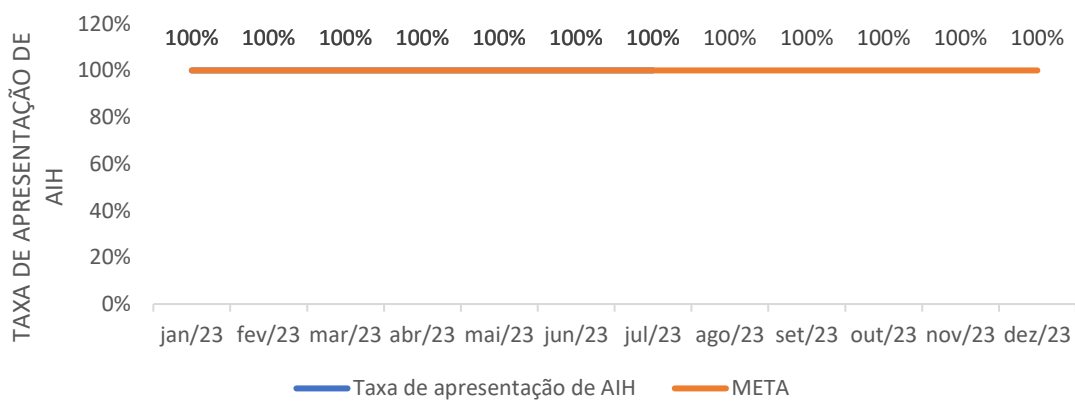 TAXA DE APRESENTAÇÃO DE
AIH
120%
100%
80%
60%
40%
20%
0%
100% 100% 100% 100% 100% 100% 100% 100% 100% 100% 100% 100%
jan/23 fev/23 mar/23 abr/23 mai/23 jun/23 jul/23 ago/23 set/23 out/23 nov/23 dez/23
Taxa de apresentação de AIH META